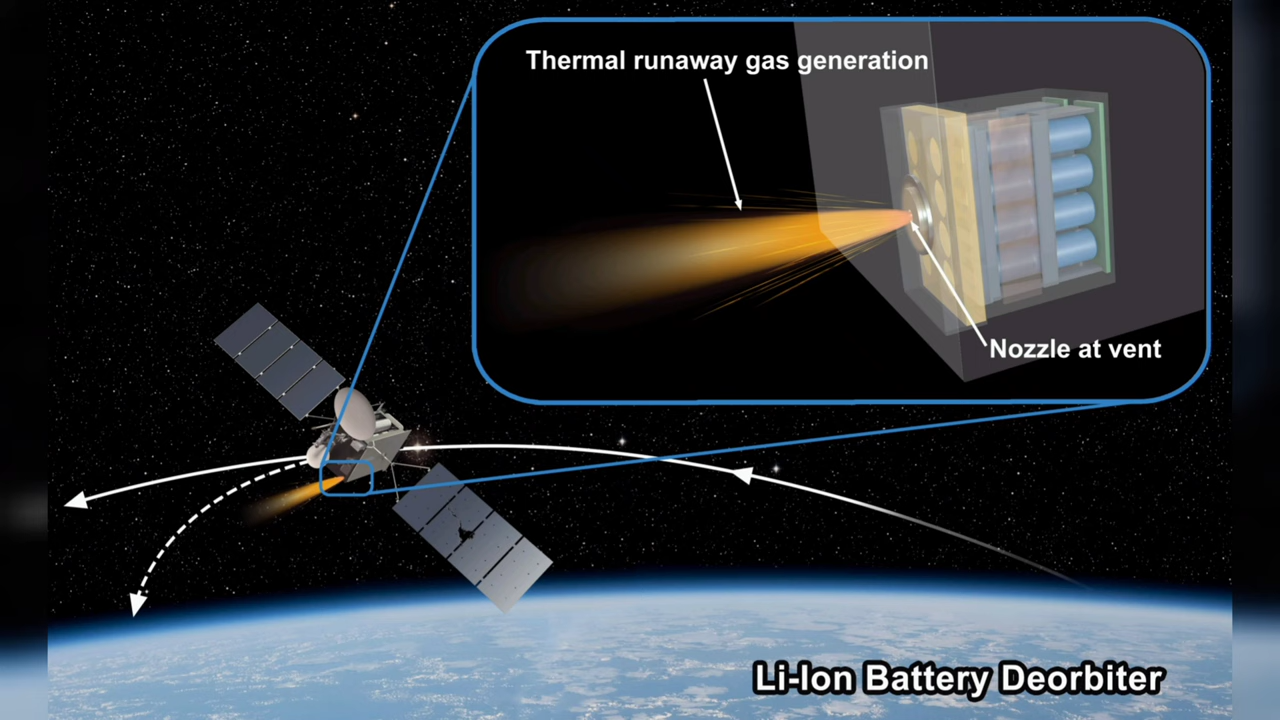 Thermal runaway gas generation
Nozzle at vent
Li-Ion Battery Deorbiter